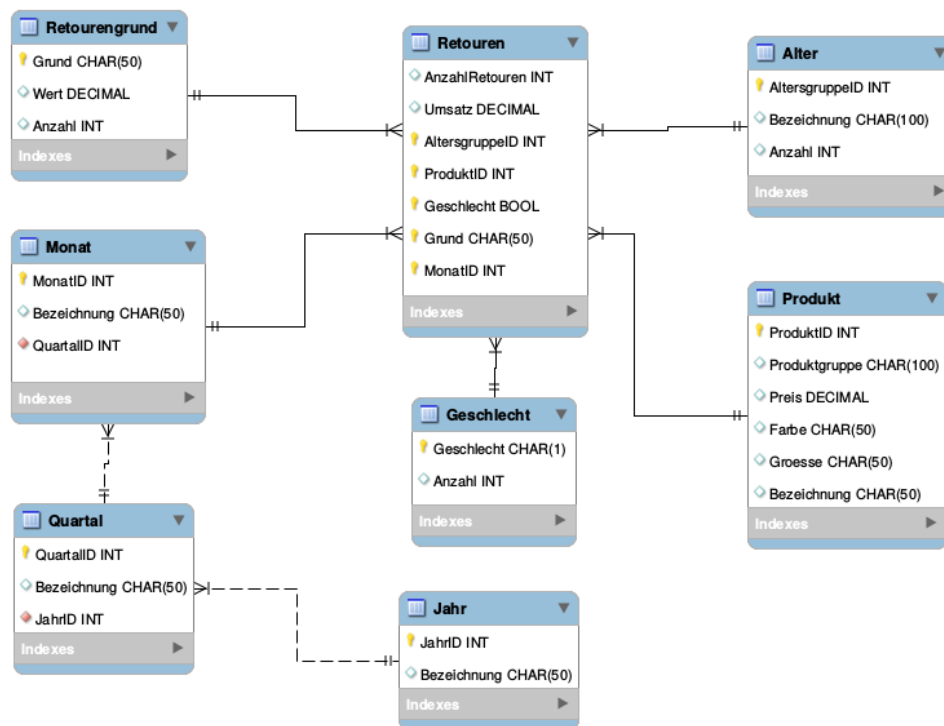 Retourengrund
Grund CHAR(50)
Wert DECIMAL
Anzahl INT
Indexes
Retouren
AnzahlRetouren INT
Umsatz DECIMAL
AltersgruppeID INT
ProduktID INT
Geschlecht BOOL
Grund CHAR(50)
MonatID INT
Indexes
Alter
AltersgruppeID INT
Bezeichnung CHAR(100)
Anzahl INT
Indexes
Monat
MonatID INT
Bezeichnung CHAR(50)
QuartalID INT
Indexes
Produkt
ProduktID INT
Produktgruppe CHAR(100)
Preis DECIMAL
Farbe CHAR(50)
Groesse CHAR(50)
Bezeichnung CHAR(50)
Indexes
Geschlecht
Geschlecht CHAR(1)
Anzahl INT
Indexes
Quartal
QuartalID INT
Bezeichnung CHAR(50)
JahrID INT
Indexes
Jahr
JahrID INT
Bezeichnung CHAR(50)
Indexes